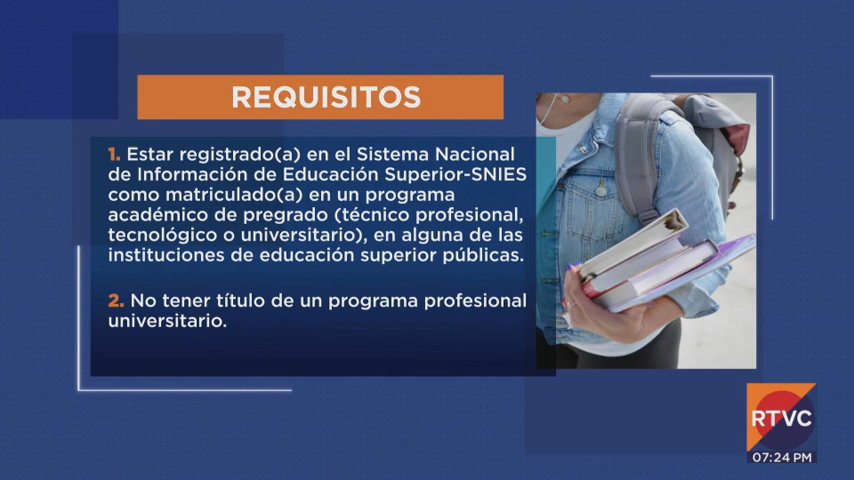 REQUISITOS
1. Estar registrado(a) en el Sistema Nacional
de Información de Educación Superior-SNIES
como matriculado(a) en un programa
académico de pregrado (técnico profesional,
tecnológico o universitario), en alguna de las
instituciones de educación superior públicas.
2. No tener título de un programa profesional
universitario.
RTVC
07:24 PM